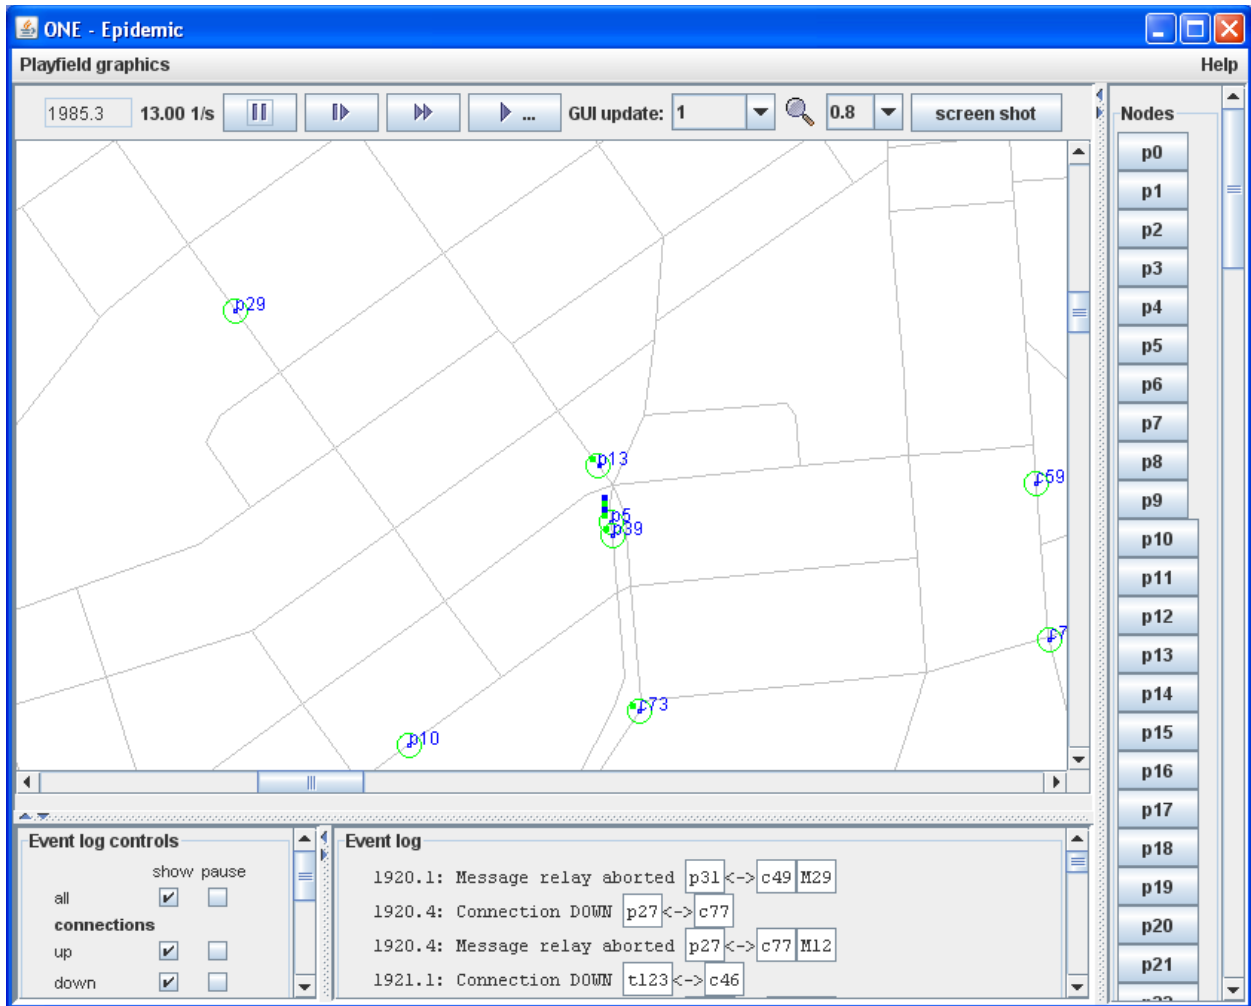 ONE - Epidemic
Playfield graphics Help
1985.3 13.00 1/s ... GUI update: 1 0.8 screen shot
Nodes
p0
p1
p2
p3
p4
p5
p6
p7
p8
p9
p10
p11
p12
p13
p14
p15
p16
p17
p18
p19
p20
p21
p29
p13
c59
p5
p39
c73
p10
Event log controls
show pause
all
connections
up
down
Event log
1920.1: Message relay aborted p31<->c49 M29
1920.4: Connection DOWN p27<->c77
1920.4: Message relay aborted p27<->c77 M12
1921.1: Connection DOWN t123<->c46